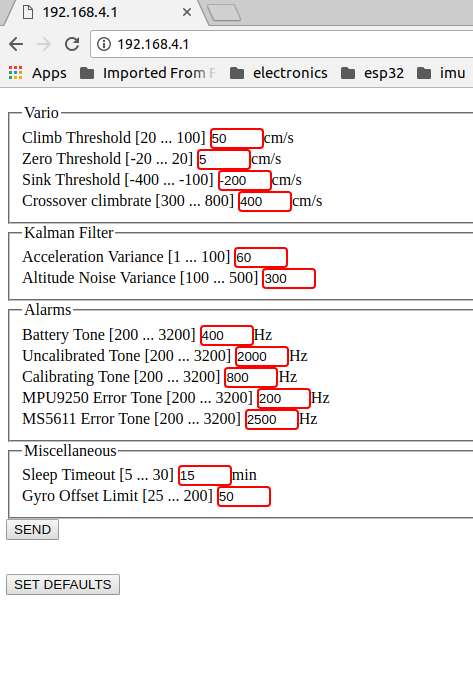 192.168.4.1
192.168.4.1
Apps Imported From F electronics esp32 imu
Vario
Climb Threshold [20 ... 100] 50 cm/s
Zero Threshold [-20 ... 20] 5 cm/s
Sink Threshold [-400 ... -100] -200 cm/s
Crossover climbrate [300 ... 800] 400 cm/s
Kalman Filter
Acceleration Variance [1 ... 100] 60
Altitude Noise Variance [100 ... 500] 300
Alarms
Battery Tone [200 ... 3200] 400 Hz
Uncalibrated Tone [200 ... 3200] 2000 Hz
Calibrating Tone [200 ... 3200] 800 Hz
MPU9250 Error Tone [200 ... 3200] 200 Hz
MS5611 Error Tone [200 ... 3200] 2500 Hz
Miscellaneous
Sleep Timeout [5 ... 30] 15 min
Gyro Offset Limit [25 ... 200] 50
SEND
SET DEFAULTS